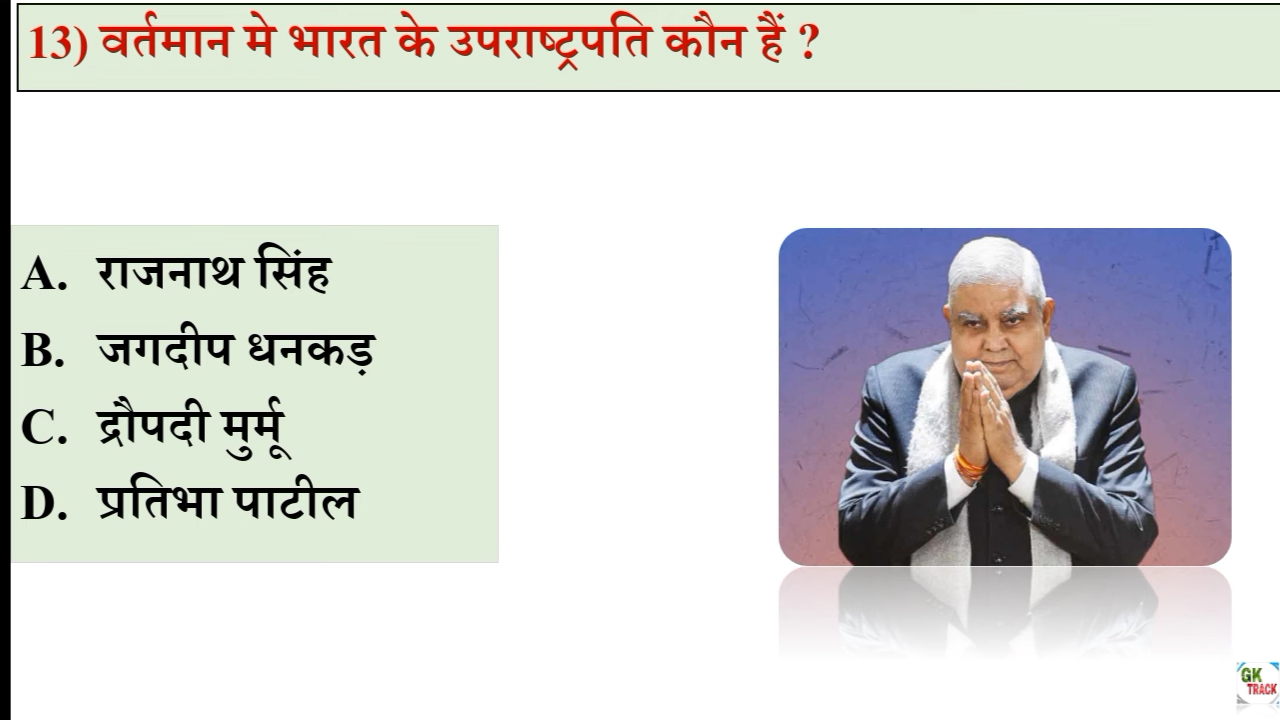 13) वर्तमान मे भारत के उपराष्ट्रपति कौन हैं ?
A. राजनाथ सिंह
B. जगदीप धनकड़
C. द्रौपदी मुर्मू
D. प्रतिभा पाटील
GK
TRACK